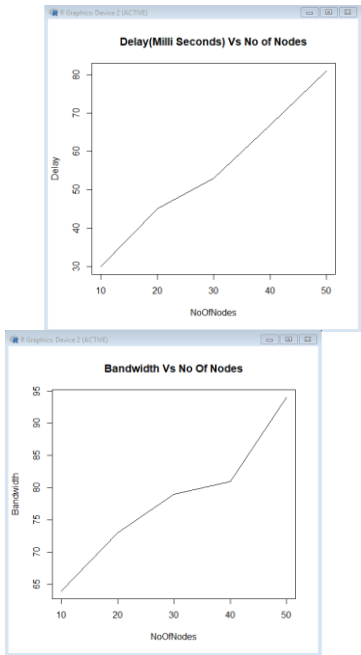 R Graphics: Device 2 (ACTIVE)
Delay(Milli Seconds) Vs No of Nodes
80
70
60
50
40
30
Delay
10 20 30 40 50
NoOfNodes
R Graphics: Device 2 (ACTIVE)
Bandwidth Vs No Of Nodes
95
90
85
80
75
70
65
Bandwidth
10 20 30 40 50
NoOfNodes